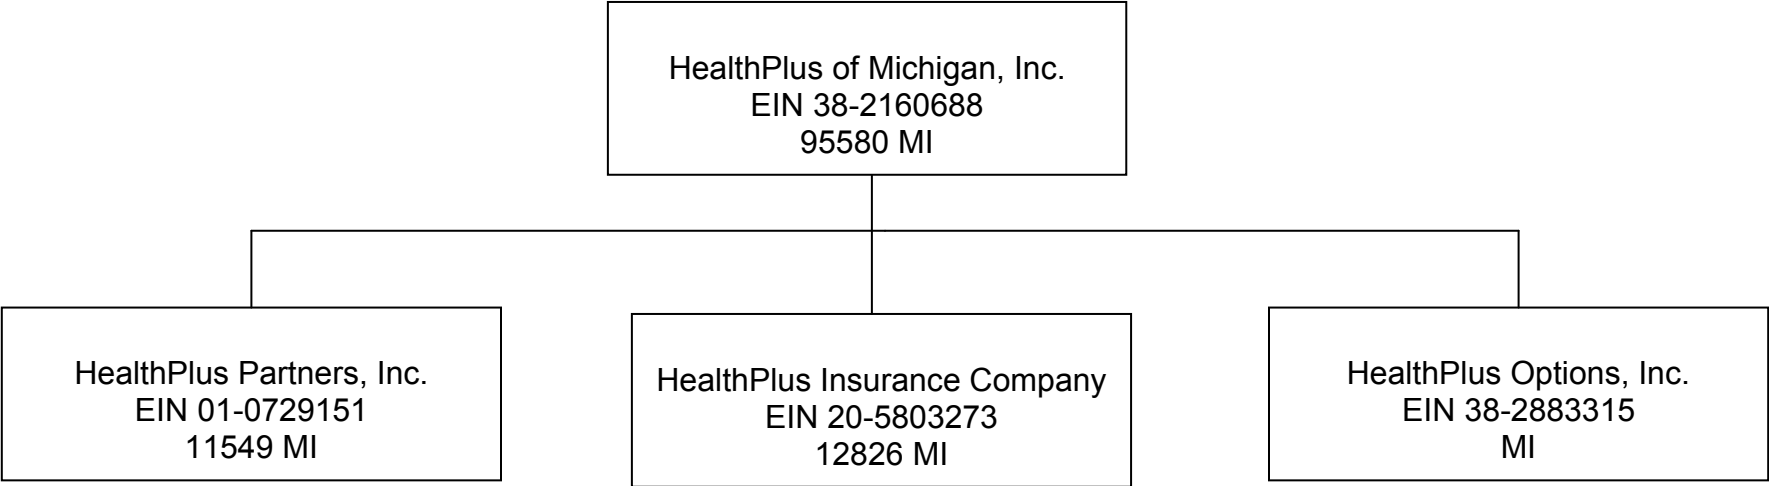 HealthPlus of Michigan, Inc.
EIN 38-2160688
95580 MI
HealthPlus Partners, Inc.
EIN 01-0729151
11549 MI
HealthPlus Insurance Company
EIN 20-5803273
12826 MI
HealthPlus Options, Inc.
EIN 38-2883315
MI